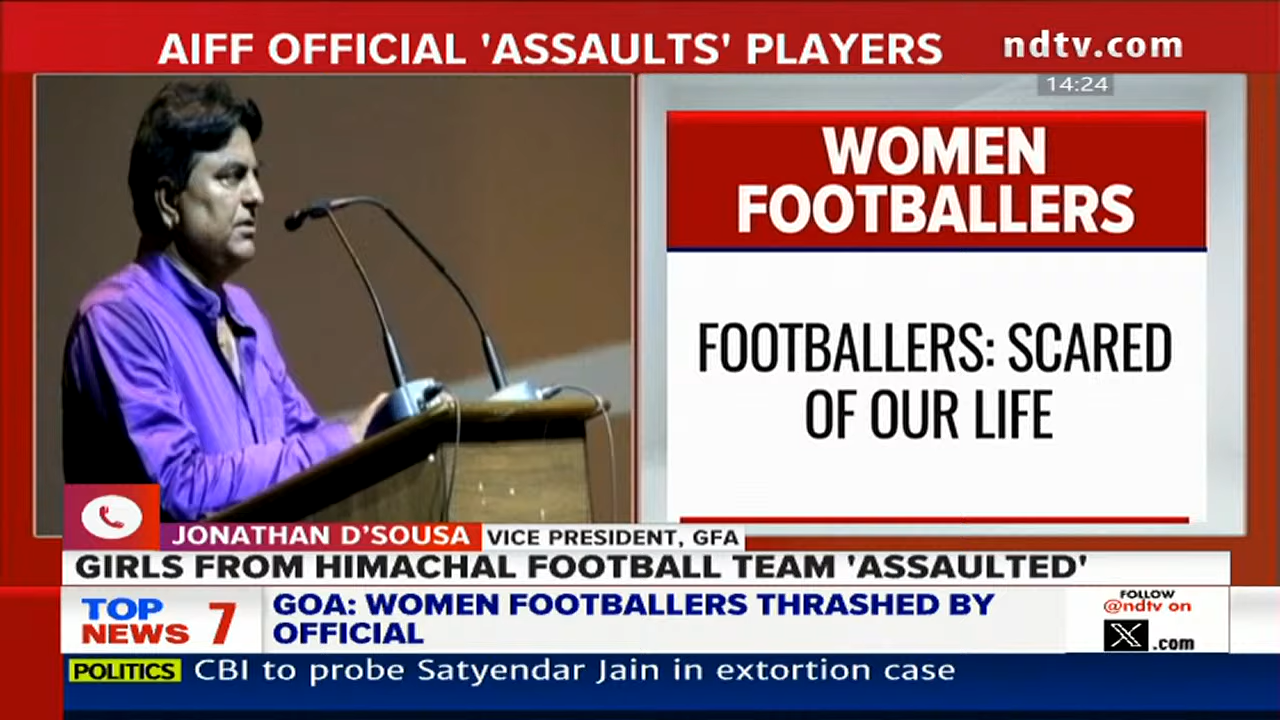 AIFF OFFICIAL 'ASSAULTS' PLAYERS
ndtv.com
14:24
WOMEN
FOOTBALLERS
FOOTBALLERS: SCARED
OF OUR LIFE
JONATHAN D'SOUSA
VICE PRESIDENT, GFA
GIRLS FROM HIMACHAL FOOTBALL TEAM 'ASSAULTED'
TOP
NEWS 7
GOA: WOMEN FOOTBALLERS THRASHED BY
OFFICIAL
FOLLOW
@ndtv on
X.com
POLITICS CBI to probe Satyendar Jain in extortion case